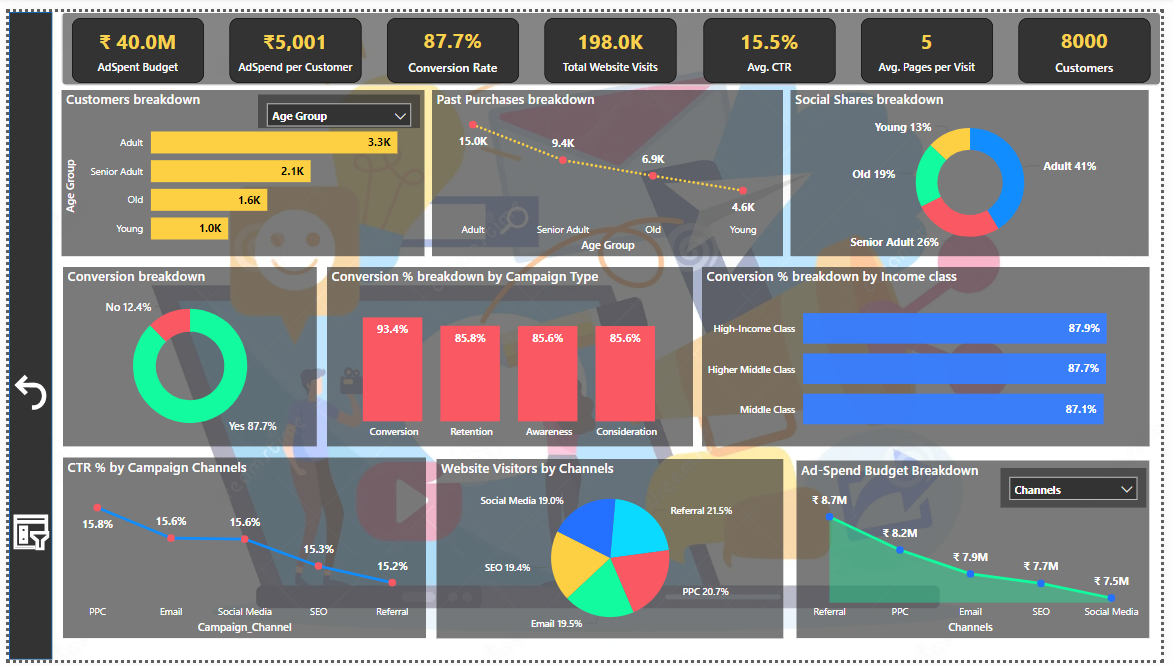 ₹ 40.0M
AdSpent Budget
₹5,001
AdSpend per Customer
87.7%
Conversion Rate
198.0K
Total Website Visits
15.5%
Avg. CTR
5
Avg. Pages per Visit
8000
Customers
Customers breakdown
Age Group
Age Group
Adult
3.3K
Senior Adult
2.1K
Old
1.6K
Young
1.0K
Past Purchases breakdown
15.0K
9.4K
6.9K
4.6K
Adult
Senior Adult
Old
Young
Age Group
Social Shares breakdown
Young 13%
Adult 41%
Old 19%
Senior Adult 26%
Conversion breakdown
No 12.4%
Yes 87.7%
Conversion % breakdown by Campaign Type
93.4%
85.8%
85.6%
85.6%
Conversion
Retention
Awareness
Consideration
Conversion % breakdown by Income class
High-Income Class
87.9%
Higher Middle Class
87.7%
Middle Class
87.1%
CTR % by Campaign Channels
15.8%
15.6%
15.6%
15.3%
15.2%
PPC
Email
Social Media
SEO
Referral
Campaign_Channel
Website Visitors by Channels
Social Media 19.0%
Referral 21.5%
SEO 19.4%
PPC 20.7%
Email 19.5%
Ad-Spend Budget Breakdown
Channels
₹ 8.7M
₹ 8.2M
₹ 7.9M
₹ 7.7M
₹ 7.5M
Referral
PPC
Email
SEO
Social Media
Channels